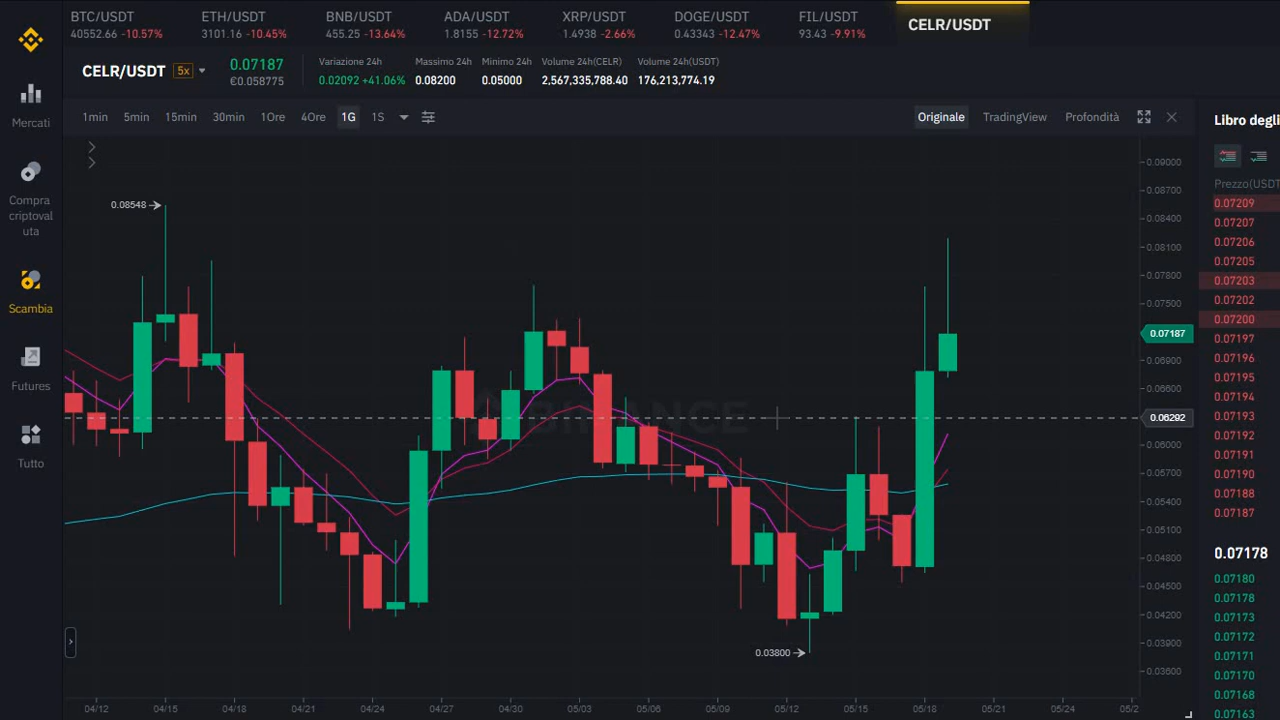 BTC/USDT ETH/USDT BNB/USDT ADA/USDT XRP/USDT DOGE/USDT FIL/USDT CELR/USDT
40552.66 -10.57% 3101.16 -10.45% 455.25 -13.64% 1.8155 -12.72% 1.4938 -2.66% 0.43343 -12.47% 93.43 -9.91%
CELR/USDT 5x 0.07187 Variazione 24h Massimo 24h Minimo 24h Volume 24h(CELR) Volume 24h(USDT)
€0.058775 0.02092 +41.06% 0.08200 0.05000 2,567,335,788.40 176,213,774.19
1min 5min 15min 30min 1Ore 4Ore 1G 1S Originale TradingView Profondità
Mercati
Compra
criptoval
uta
Scambia
Futures
Tutto
0.08548
0.03800
BINANCE
0.09000
0.08700
0.08400
0.08100
0.07800
0.07500
0.07187
0.06900
0.06600
0.06292
0.06000
0.05700
0.05400
0.05100
0.04800
0.04500
0.04200
0.03900
0.03600
04/12 04/15 04/18 04/21 04/24 04/27 04/30 05/03 05/06 05/09 05/12 05/15 05/18 05/21 05/24 05/2
Libro degli
Prezzo(USDT
0.07209
0.07207
0.07206
0.07205
0.07203
0.07202
0.07200
0.07197
0.07196
0.07195
0.07194
0.07193
0.07192
0.07191
0.07190
0.07188
0.07187
0.07178
0.07180
0.07178
0.07173
0.07172
0.07171
0.07170
0.07168
0.07163